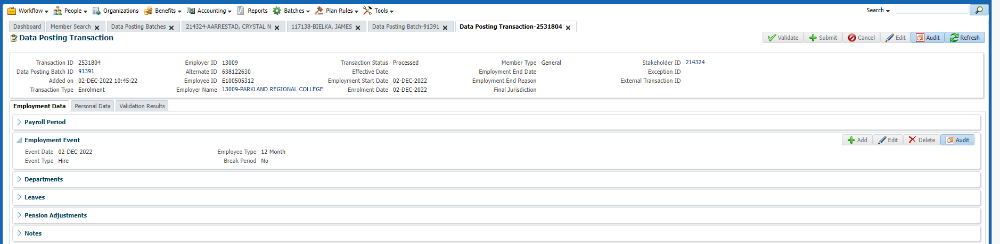 Workflow People Organizations Benefits Accounting Reports Batches Plan Rules Tools Search
Dashboard Member Search Data Posting Batches 214324-AARRESTAD, CRYSTAL N 117138-BIELKA, JAMES Data Posting Batch-91391 Data Posting Transaction-2531804
Data Posting Transaction Validate Submit Cancel Edit Audit Refresh
Transaction ID 2531804 Employer ID 13009 Transaction Status Processed Member Type General Stakeholder ID 214324
Data Posting Batch ID 91391 Alternate ID 638122630 Effective Date Employment End Date Exception ID
Added on 02-DEC-2022 10:45:22 Employee ID E100505312 Employment Start Date 02-DEC-2022 Employment End Reason External Transaction ID
Transaction Type Enrolment Employer Name 13009-PARKLAND REGIONAL COLLEGE Enrolment Date 02-DEC-2022 Final Jurisdiction
Employment Data Personal Data Validation Results
Payroll Period
Employment Event Add Edit Delete Audit
Event Date 02-DEC-2022 Employee Type 12 Month
Event Type Hire Break Period No
Departments
Leaves
Pension Adjustments
Notes